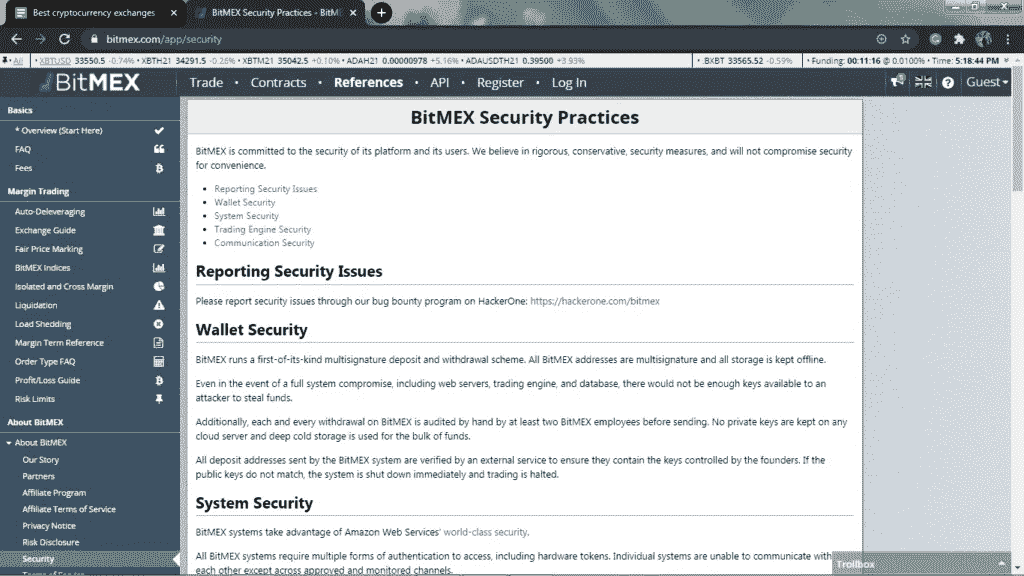 Best cryptocurrency exchanges
BitMEX Security Practices - BitM
bitmex.com/app/security
All • XBTUSD 33550.5 -0.74% • XBTH21 34291.5 -0.26% • XBTM21 35042.5 +0.10% • ADAH21 0.00000978 +5.16% • ADAUSDTH21 0.39500 +3.93% • .BXBT 33565.52 -0.59% • Funding: 00:11:16 @ 0.0100% • Time: 5:18:44 PM
BitMEX Trade • Contracts • References • API • Register • Log In Guest
Basics
* Overview (Start Here)
FAQ
Fees
Margin Trading
Auto-Deleveraging
Exchange Guide
Fair Price Marking
BitMEX Indices
Isolated and Cross Margin
Liquidation
Load Shedding
Margin Term Reference
Order Type FAQ
Profit/Loss Guide
Risk Limits
About BitMEX
About BitMEX
Our Story
Partners
Affiliate Program
Affiliate Terms of Service
Privacy Notice
Risk Disclosure
Security
Terms of Service
BitMEX Security Practices
BitMEX is committed to the security of its platform and its users. We believe in rigorous, conservative, security measures, and will not compromise security
for convenience.
• Reporting Security Issues
• Wallet Security
• System Security
• Trading Engine Security
• Communication Security
Reporting Security Issues
Please report security issues through our bug bounty program on HackerOne: https://hackerone.com/bitmex
Wallet Security
BitMEX runs a first-of-its-kind multisignature deposit and withdrawal scheme. All BitMEX addresses are multisignature and all storage is kept offline.
Even in the event of a full system compromise, including web servers, trading engine, and database, there would not be enough keys available to an
attacker to steal funds.
Additionally, each and every withdrawal on BitMEX is audited by hand by at least two BitMEX employees before sending. No private keys are kept on any
cloud server and deep cold storage is used for the bulk of funds.
All deposit addresses sent by the BitMEX system are verified by an external service to ensure they contain the keys controlled by the founders. If the
public keys do not match, the system is shut down immediately and trading is halted.
System Security
BitMEX systems take advantage of Amazon Web Services' world-class security.
All BitMEX systems require multiple forms of authentication to access, including hardware tokens. Individual systems are unable to communicate with
each other except across approved and monitored channels.
Trollbox